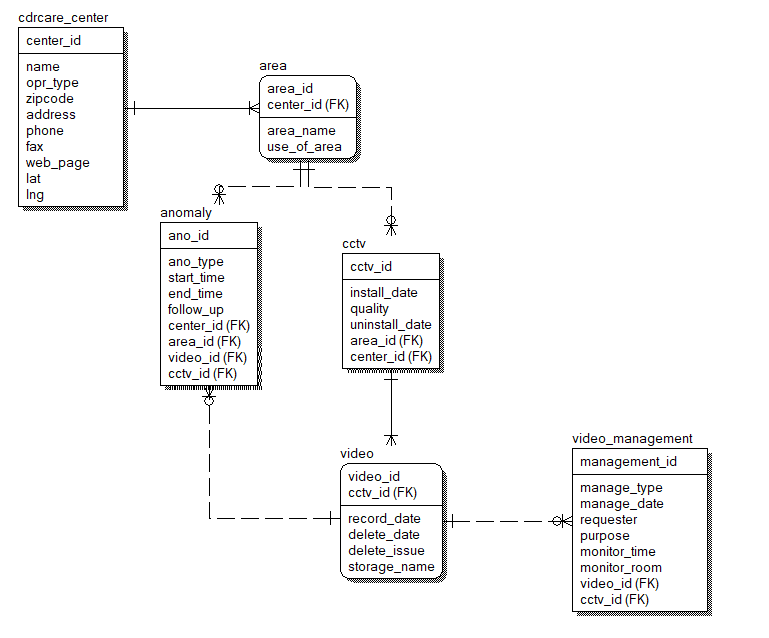 cdrcare_center
center_id
name
opr_type
zipcode
address
phone
fax
web_page
lat
lng
area
area_id
center_id (FK)
area_name
use_of_area
anomaly
ano_id
ano_type
start_time
end_time
follow_up
center_id (FK)
area_id (FK)
video_id (FK)
cctv_id (FK)
cctv
cctv_id
install_date
quality
uninstall_date
area_id (FK)
center_id (FK)
video
video_id
cctv_id (FK)
record_date
delete_date
delete_issue
storage_name
video_management
management_id
manage_type
manage_date
requester
purpose
monitor_time
monitor_room
video_id (FK)
cctv_id (FK)